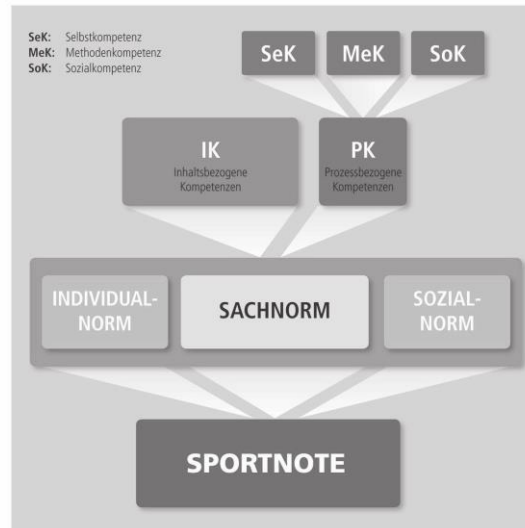 SeK: Selbstkompetenz
MeK: Methodenkompetenz
SoK: Sozialkompetenz
SeK
MeK
SoK
IK
Inhaltsbezogene
Kompetenzen
PK
Prozessbezogene
Kompetenzen
INDIVIDUAL-
NORM
SACHNORM
SOZIAL-
NORM
SPORTNOTE